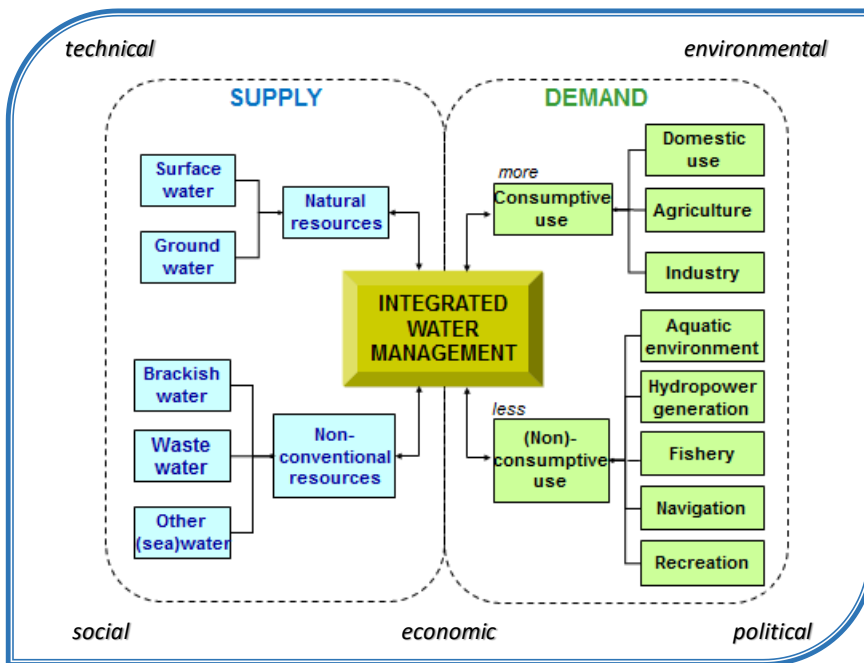 technical
environmental
SUPPLY
DEMAND
Surface
water
Ground
water
Natural
resources
Brackish
water
Waste
water
Other
(sea)water
Non-
conventional
resources
INTEGRATED
WATER
MANAGEMENT
more
Consumptive
use
Domestic
use
Agriculture
Industry
less
(Non)-
consumptive
use
Aquatic
environment
Hydropower
generation
Fishery
Navigation
Recreation
social
economic
political